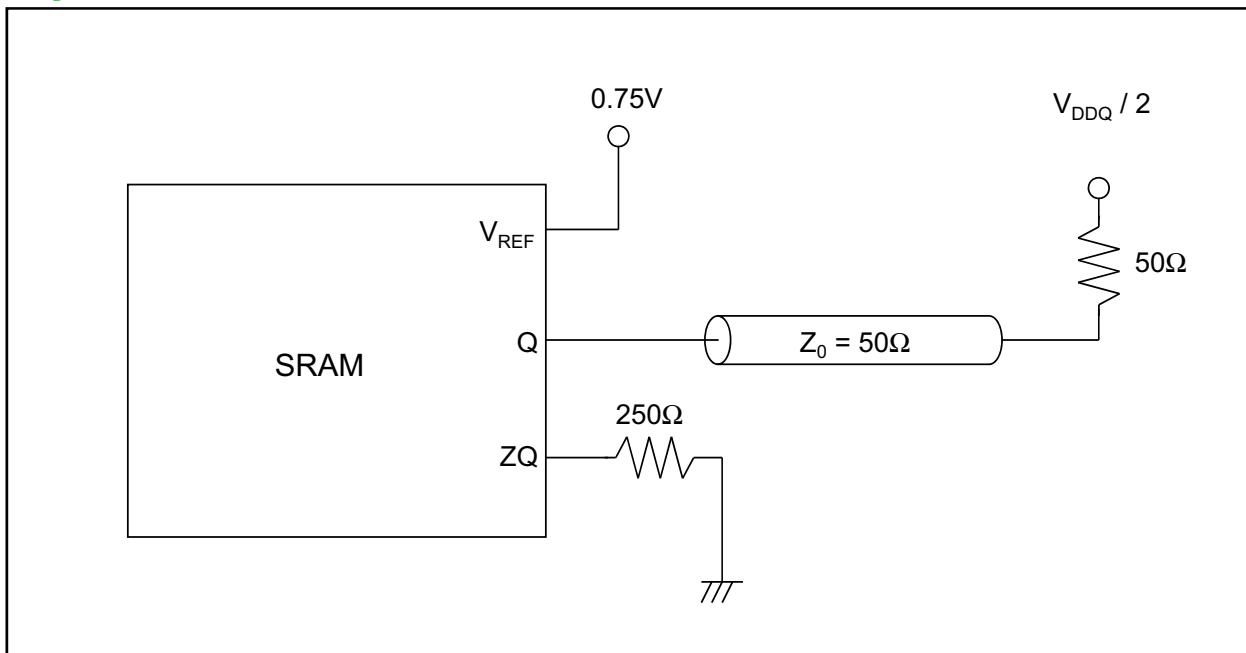 0.75V
V_DDQ / 2
V_REF
50Ω
Q
Z_0 = 50Ω
SRAM
250Ω
ZQ